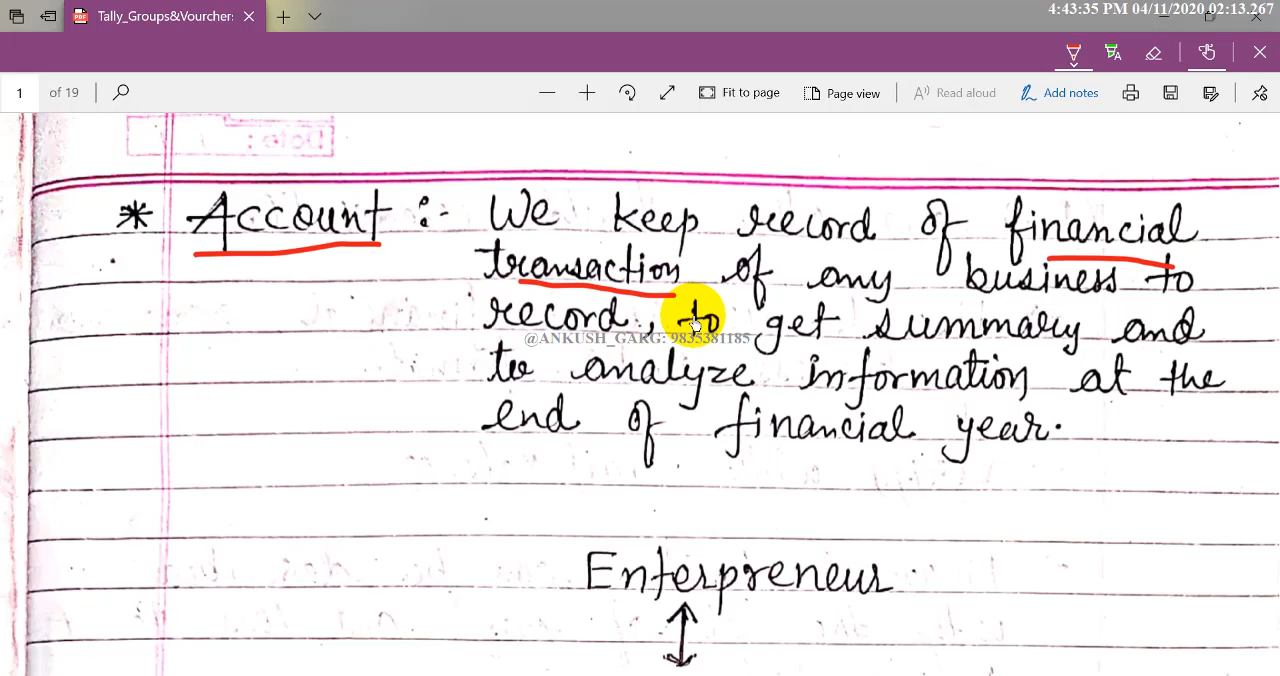 4:43:35 PM 04/11/2020 02:13.267
Tally_Groups&Vourchers
1 of 19
Fit to page
Page view
Read aloud
Add notes
Date :
* Account :- We keep record of financial
transaction of any business to
record, to get summary and
@ANKUSH_GARG: 9835381185
to analyze information at the
end of financial year.
Enterpreneur